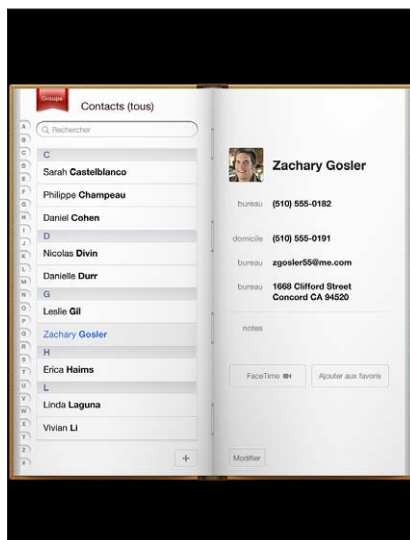 Groups
Contacts (tous)
Rechercher
A
B
C
D
E
F
G
H
I
J
K
L
M
N
O
P
Q
R
S
T
U
V
W
X
Y
Z
#
C
Sarah Castelblanco
Philippe Champeau
Daniel Cohen
D
Nicolas Divin
Danielle Durr
G
Leslie Gil
Zachary Gosler
H
Erica Haims
L
Linda Laguna
Vivian Li
+
Zachary Gosler
bureau (510) 555-0182
domicile (510) 555-0191
bureau zgosler55@me.com
bureau 1668 Clifford Street
Concord CA 94520
notes
FaceTime
Ajouter aux favoris
Modifier